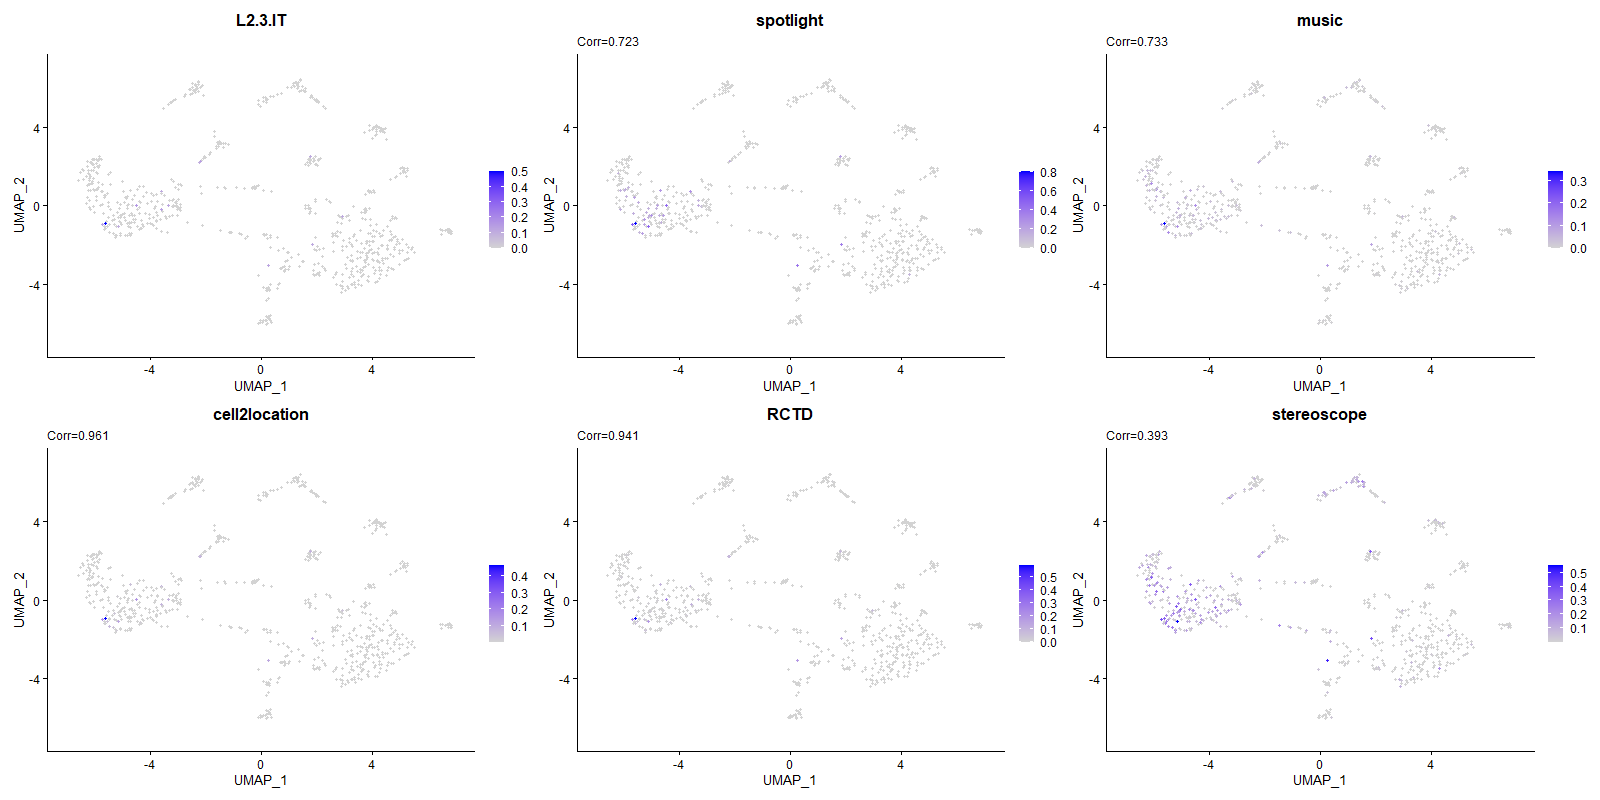 L2.3.IT
UMAP_2
4
0
-4
-4
0
4
UMAP_1
0.5
0.4
0.3
0.2
0.1
0.0
spotlight
Corr=0.723
UMAP_2
4
0
-4
-4
0
4
UMAP_1
0.8
0.6
0.4
0.2
0.0
music
Corr=0.733
UMAP_2
4
0
-4
-4
0
4
UMAP_1
0.3
0.2
0.1
0.0
cell2location
Corr=0.961
UMAP_2
4
0
-4
-4
0
4
UMAP_1
0.4
0.3
0.2
0.1
RCTD
Corr=0.941
UMAP_2
4
0
-4
-4
0
4
UMAP_1
0.5
0.4
0.3
0.2
0.1
0.0
stereoscope
Corr=0.393
UMAP_2
4
0
-4
-4
0
4
UMAP_1
0.5
0.4
0.3
0.2
0.1